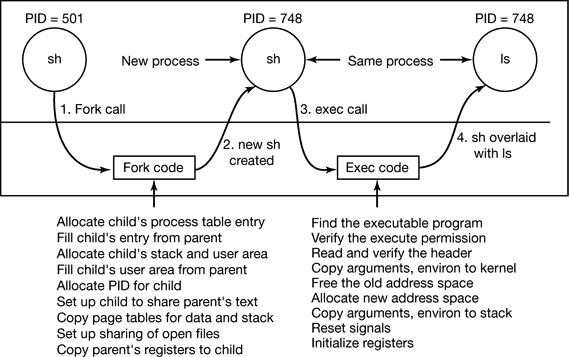 PID = 501
PID = 748
PID = 748
sh
New process
sh
Same process
ls
1. Fork call
3. exec call
2. new sh
created
4. sh overlaid
with ls
Fork code
Exec code
Allocate child's process table entry
Fill child's entry from parent
Allocate child's stack and user area
Fill child's user area from parent
Allocate PID for child
Set up child to share parent's text
Copy page tables for data and stack
Set up sharing of open files
Copy parent's registers to child
Find the executable program
Verify the execute permission
Read and verify the header
Copy arguments, environ to kernel
Free the old address space
Allocate new address space
Copy arguments, environ to stack
Reset signals
Initialize registers